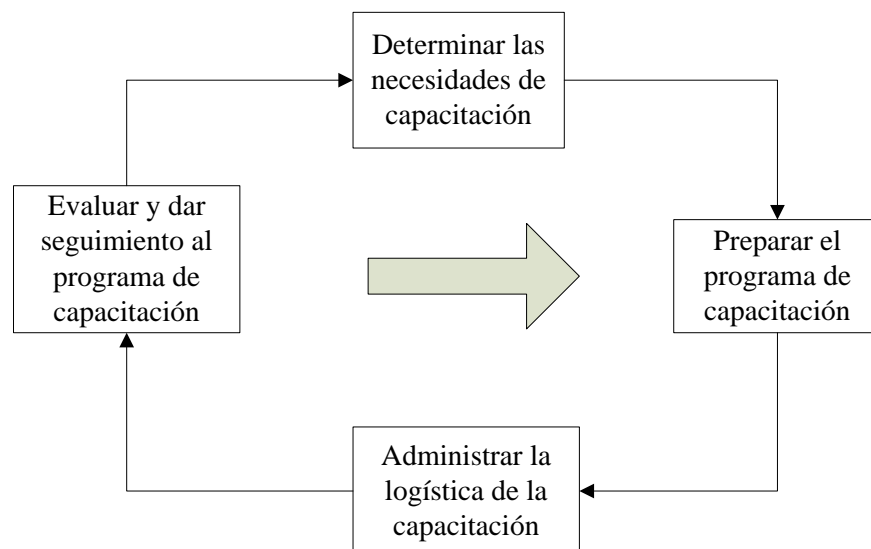 Determinar las
necesidades de
capacitación
Preparar el
programa de
capacitación
Administrar la
logística de la
capacitación
Evaluar y dar
seguimiento al
programa de
capacitación